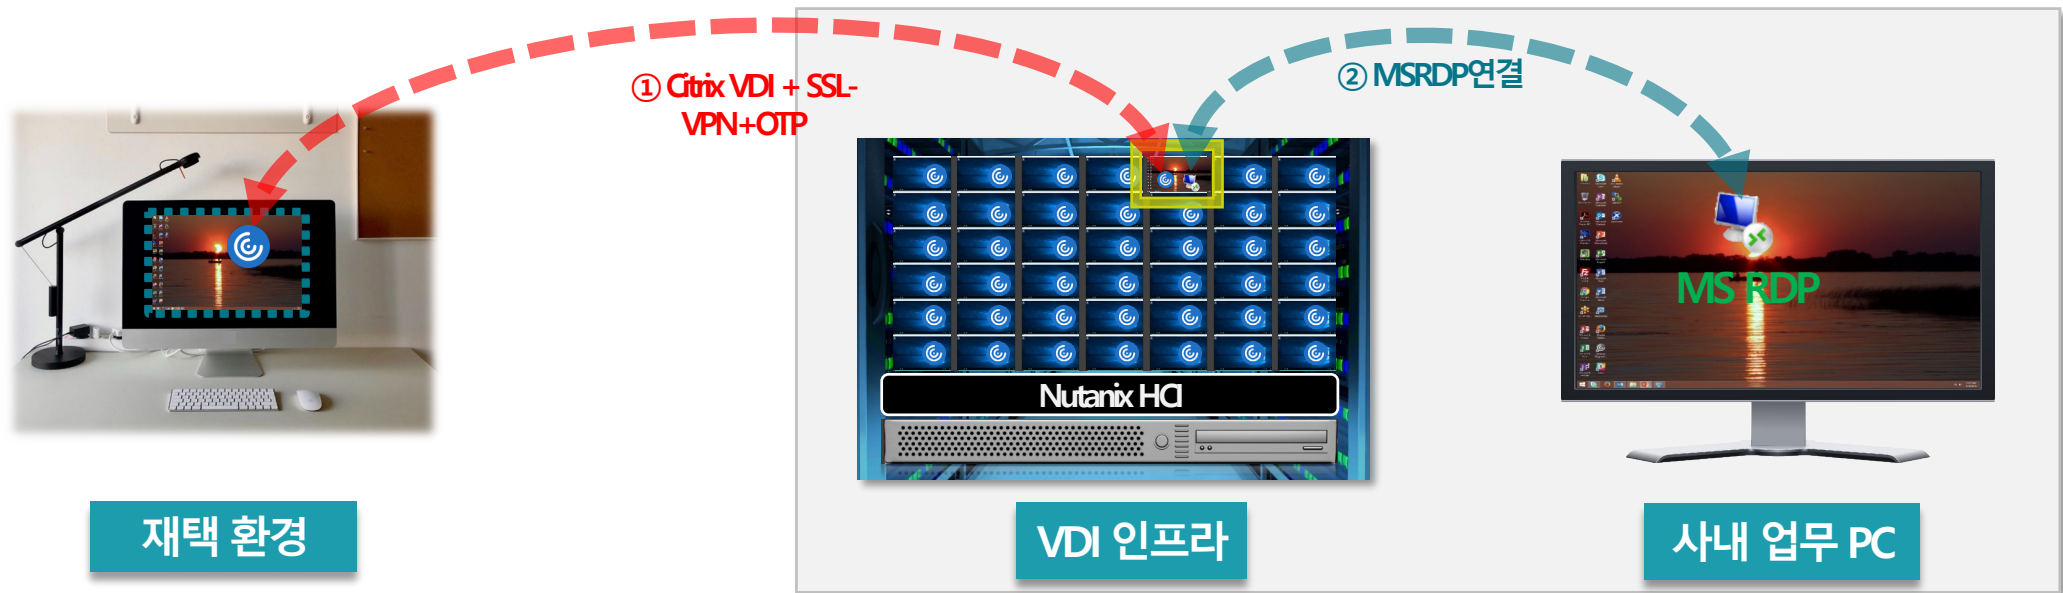 ① Citrix VDI + SSL-
VPN+OTP
② MSRDP연결
MS RDP
Nutanix HCI
재택 환경
VDI 인프라
사내 업무 PC